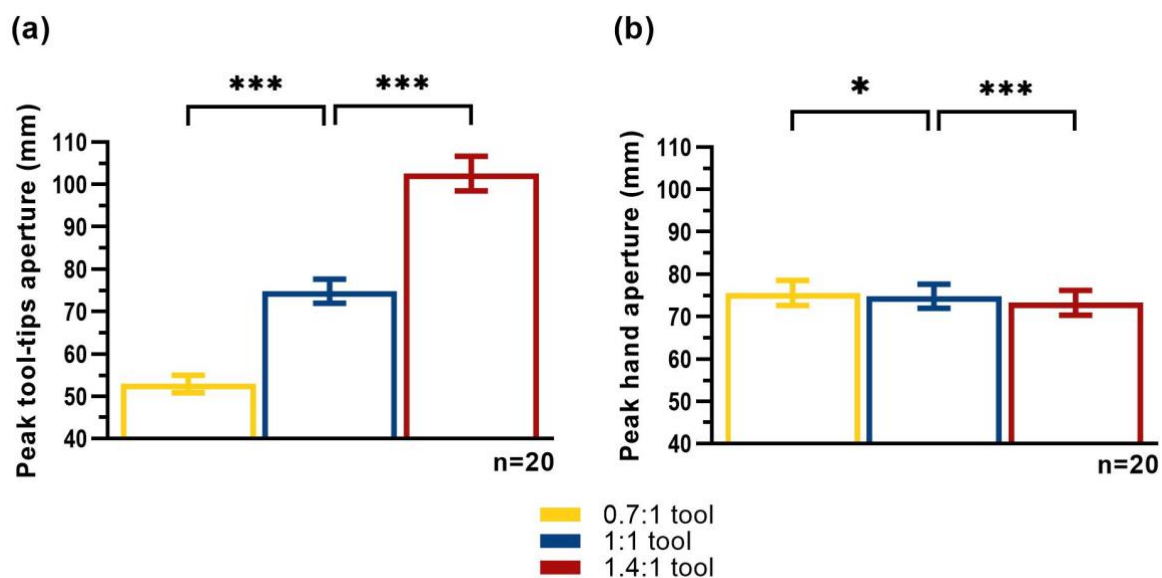 (a)
*** ***
Peak tool-tips aperture (mm)
110
100
90
80
70
60
50
40
n=20
(b)
* ***
Peak hand aperture (mm)
110
100
90
80
70
60
50
40
n=20
0.7:1 tool
1:1 tool
1.4:1 tool